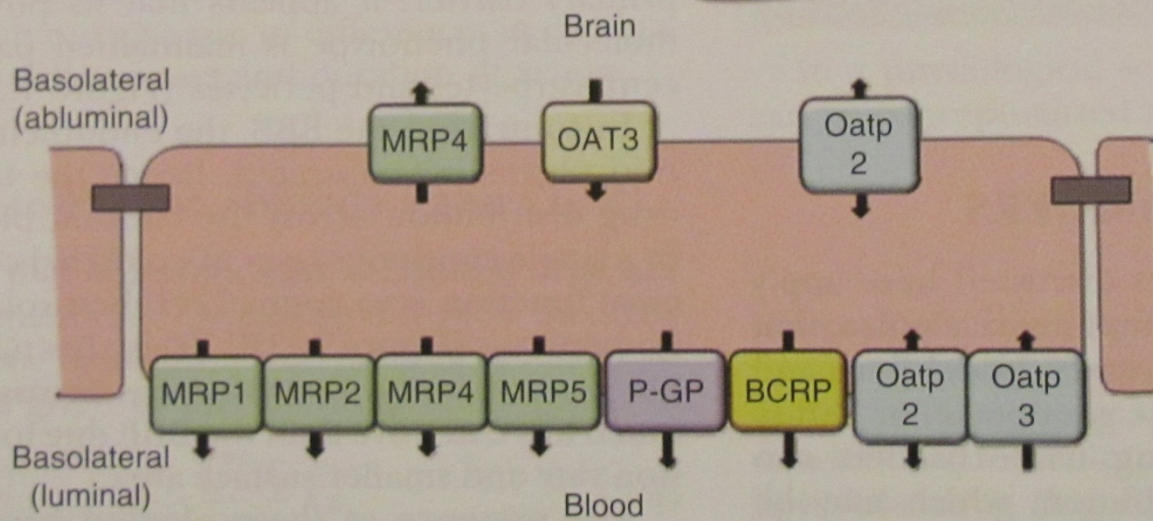 Brain
Basolateral
(abluminal)
MRP4
OAT3
Oatp
2
MRP1
MRP2
MRP4
MRP5
P-GP
BCRP
Oatp
2
Oatp
3
Basolateral
(luminal)
Blood